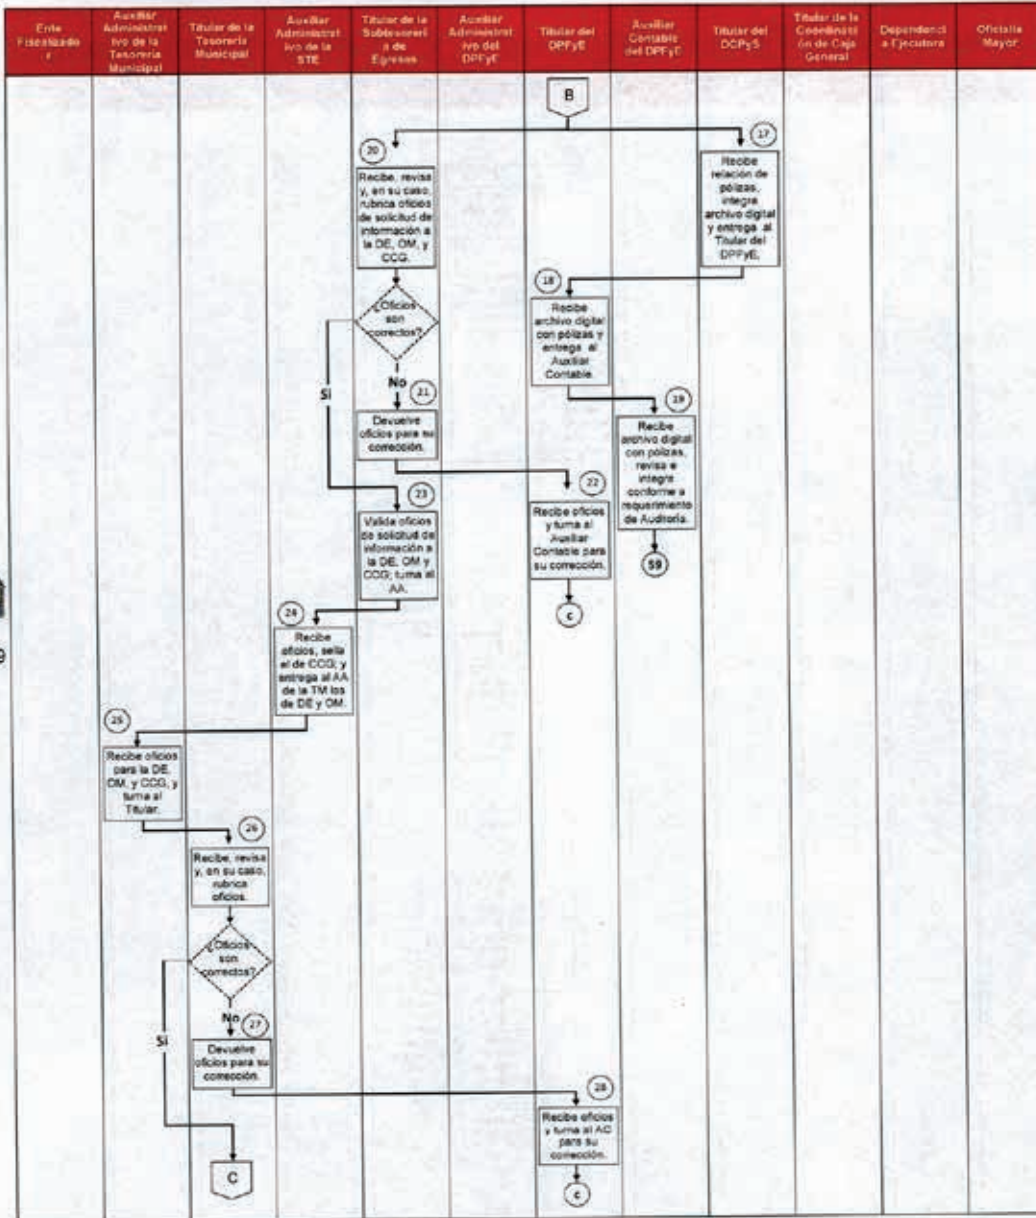 Ente
Fiscalizado
r
Auxiliar
Administrat
ivo de la
Tesorería
Municipal
Titular de la
Tesorería
Municipal
Auxiliar
Administrat
ivo de la
STE
Titular de la
Subtesorerí
a de
Egresos
Auxiliar
Administrat
ivo del
DPFyE
Titular del
DPFyE
Auxiliar
Contable
del DPFyE
Titular del
DCPyS
Titular de la
Coordinaci
ón de Caja
General
Dependenci
a Ejecutora
Oficialía
Mayor
B
20
Recibe, revisa
y, en su caso,
rubrica oficios
de solicitud de
información a
la DE, OM, y
CCG.
17
Recibe
relación de
pólizas,
integra
archivo digital
y entrega al
Titular del
DPFyE.
¿Oficios
son
correctos?
Si
No
18
Recibe
archivo digital
con pólizas y
entrega al
Auxiliar
Contable.
21
Devuelve
oficios para su
corrección.
19
Recibe
archivo digital
con pólizas,
revisa e
integra
conforme a
requerimiento
de Auditoría.
59
23
Valida oficios
de solicitud de
información a
la DE, OM y
CCG; turna al
AA.
22
Recibe oficios
y turna al
Auxiliar
Contable para
su corrección.
c
24
Recibe
oficios, sella
el de CCG; y
entrega al AA
de la TM los
de DE y OM.
25
Recibe oficios
para la DE,
OM, y CCG, y
turna al
Titular.
26
Recibe, revisa
y, en su caso,
rubrica
oficios.
¿Oficios
son
correctos?
Si
No
27
Devuelve
oficios para su
corrección.
28
Recibe oficios
y turna al AC
para su
corrección.
c
C